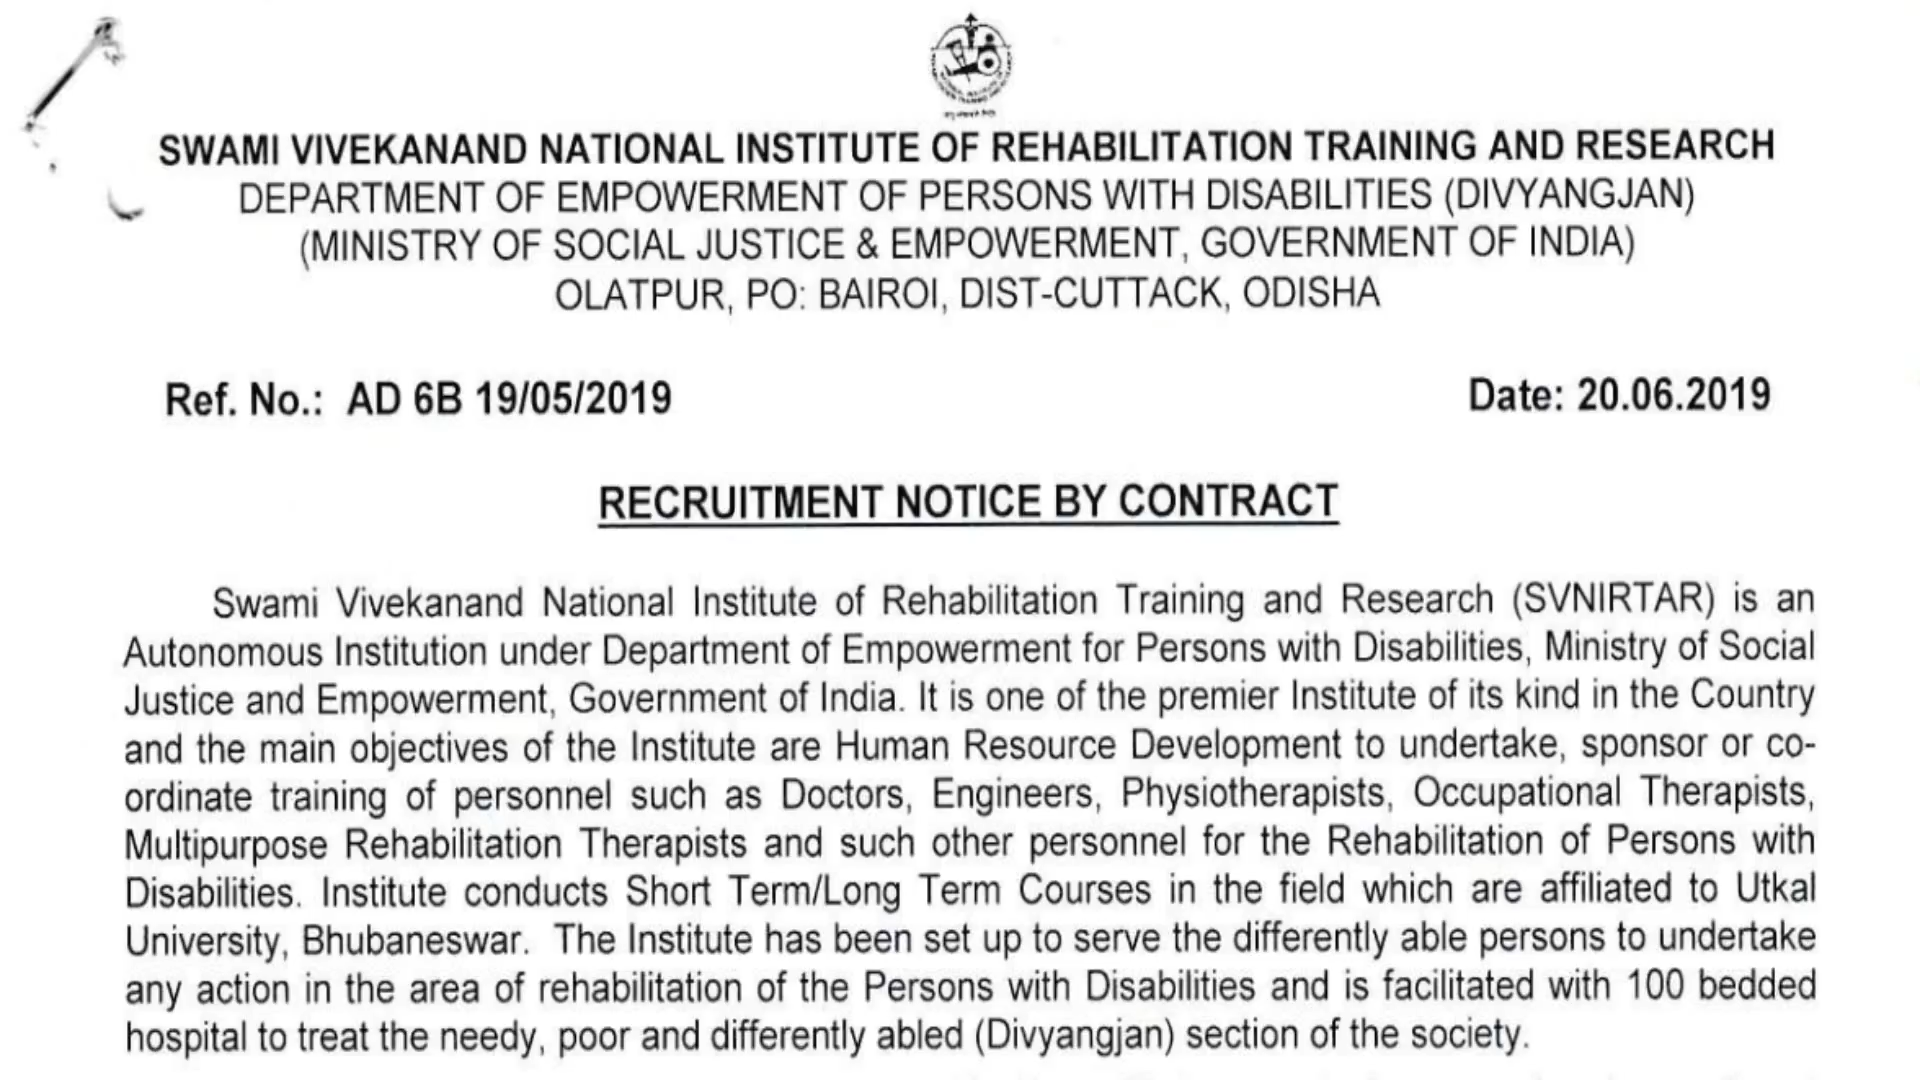 SWAMI VIVEKANAND NATIONAL INSTITUTE OF REHABILITATION TRAINING AND RESEARCH
DEPARTMENT OF EMPOWERMENT OF PERSONS WITH DISABILITIES (DIVYANGJAN)
(MINISTRY OF SOCIAL JUSTICE & EMPOWERMENT, GOVERNMENT OF INDIA)
OLATPUR, PO: BAIROI, DIST-CUTTACK, ODISHA
Ref. No.: AD 6B 19/05/2019 Date: 20.06.2019
RECRUITMENT NOTICE BY CONTRACT
Swami Vivekanand National Institute of Rehabilitation Training and Research (SVNIRTAR) is an
Autonomous Institution under Department of Empowerment for Persons with Disabilities, Ministry of Social
Justice and Empowerment, Government of India. It is one of the premier Institute of its kind in the Country
and the main objectives of the Institute are Human Resource Development to undertake, sponsor or co-
ordinate training of personnel such as Doctors, Engineers, Physiotherapists, Occupational Therapists,
Multipurpose Rehabilitation Therapists and such other personnel for the Rehabilitation of Persons with
Disabilities. Institute conducts Short Term/Long Term Courses in the field which are affiliated to Utkal
University, Bhubaneswar. The Institute has been set up to serve the differently able persons to undertake
any action in the area of rehabilitation of the Persons with Disabilities and is facilitated with 100 bedded
hospital to treat the needy, poor and differently abled (Divyangjan) section of the society.